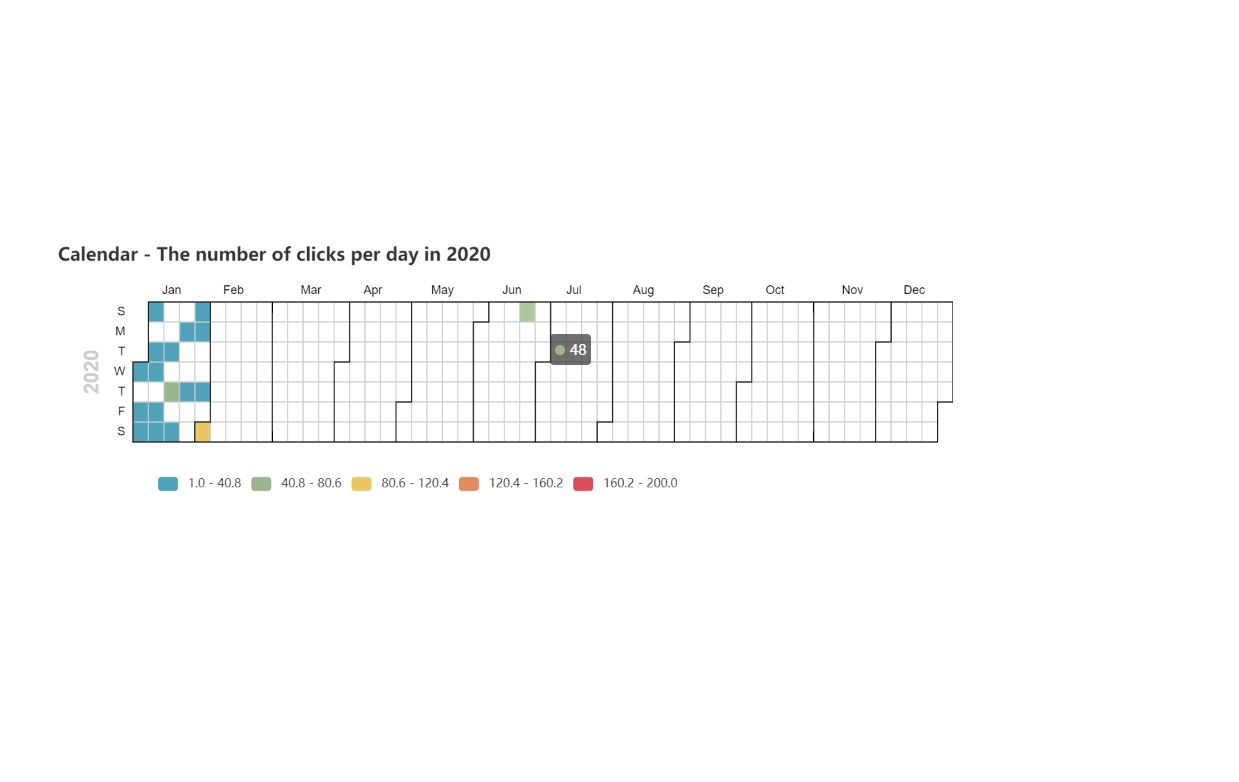 Calendar - The number of clicks per day in 2020
Jan Feb Mar Apr May Jun Jul Aug Sep Oct Nov Dec
S
M
T
W
T
F
S
2020
48
1.0 - 40.8 40.8 - 80.6 80.6 - 120.4 120.4 - 160.2 160.2 - 200.0